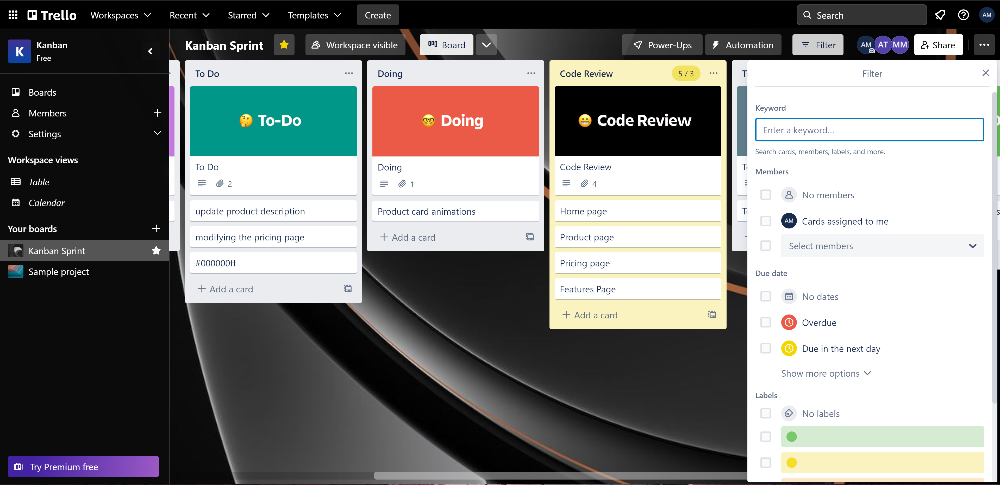 Trello
Workspaces
Recent
Starred
Templates
Create
Search
AM
K
Kanban
Free
Boards
Members
Settings
Workspace views
Table
Calendar
Your boards
Kanban Sprint
Sample project
Try Premium free
Kanban Sprint
Workspace visible
Board
Power-Ups
Automation
Filter
AM
AT
MM
Share
To Do
🤔 To-Do
To Do
2
update product description
modifying the pricing page
#000000ff
Add a card
Doing
🤓 Doing
Doing
1
Product card animations
Add a card
Code Review
5 / 3
😬 Code Review
Code Review
4
Home page
Product page
Pricing page
Features Page
Add a card
Filter
Keyword
Enter a keyword...
Search cards, members, labels, and more.
Members
No members
AM
Cards assigned to me
Select members
Due date
No dates
Overdue
Due in the next day
Show more options
Labels
No labels